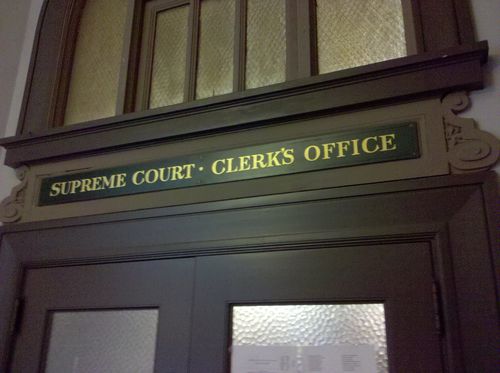 SUPREME COURT · CLERK'S OFFICE